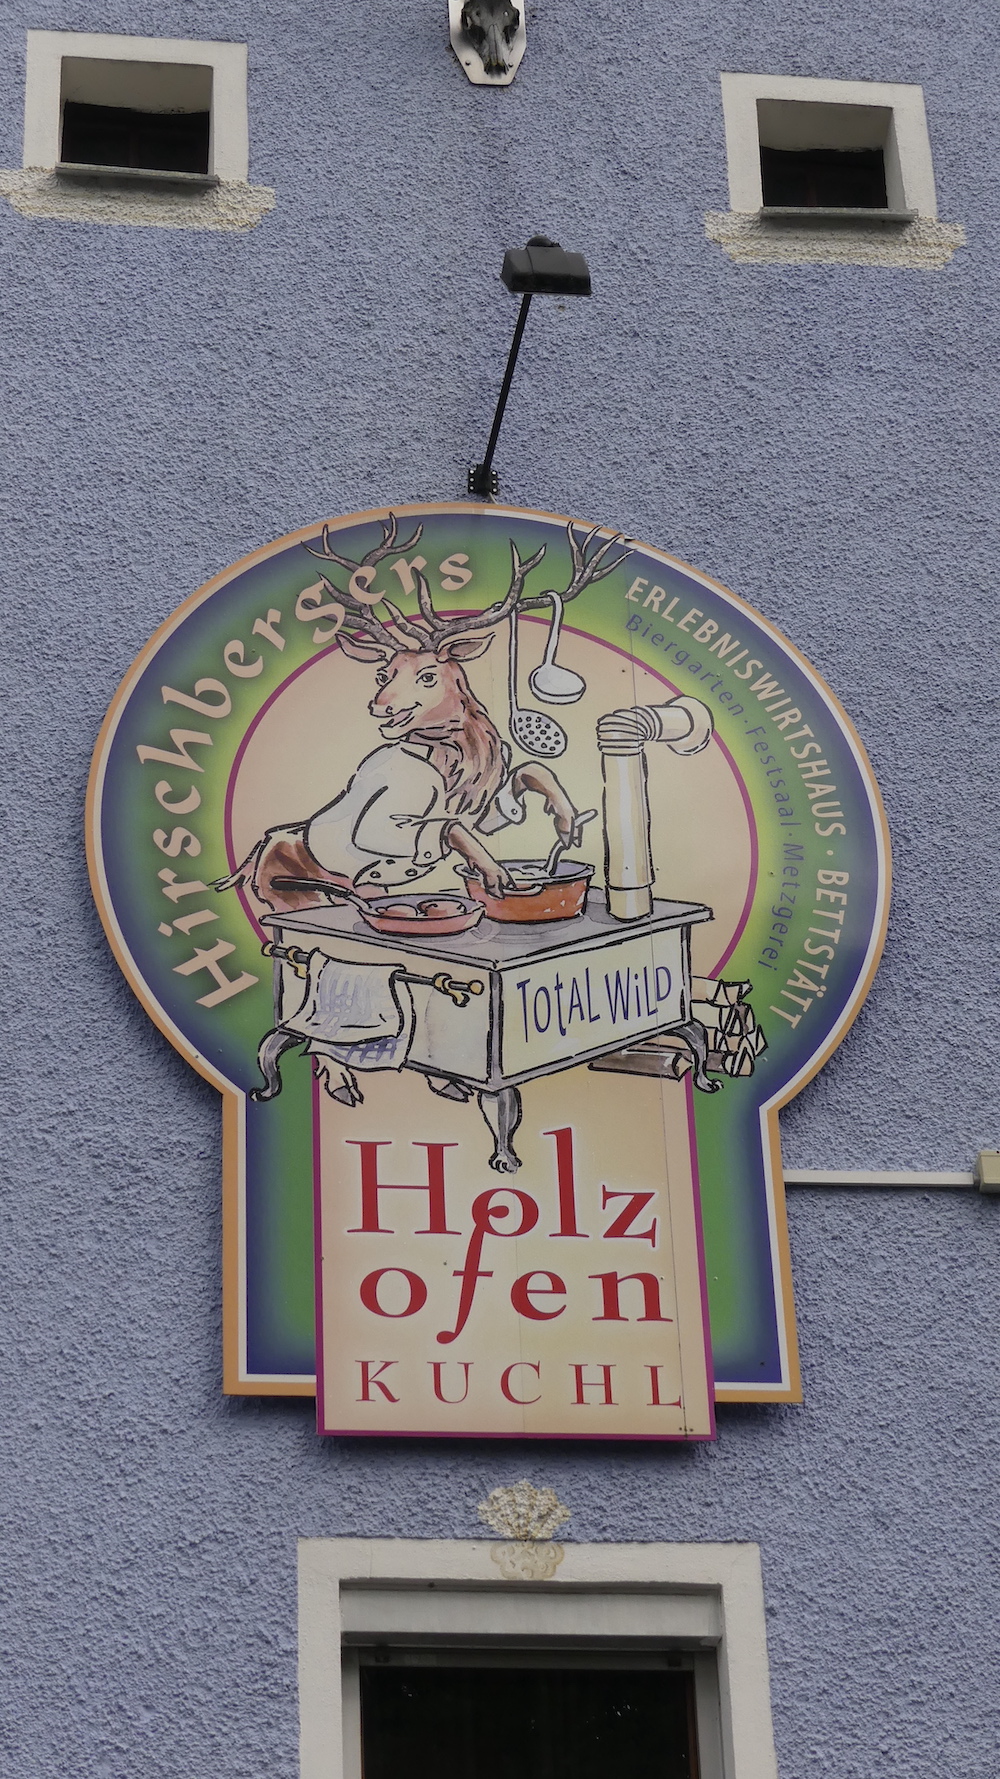 Hirschbergers
ERLEBNISWIRTSHAUS · BETTSTÄTT
Biergarten · Festsaal · Metzgerei
TOtAL WiLD
Holz
ofen
KUCHL